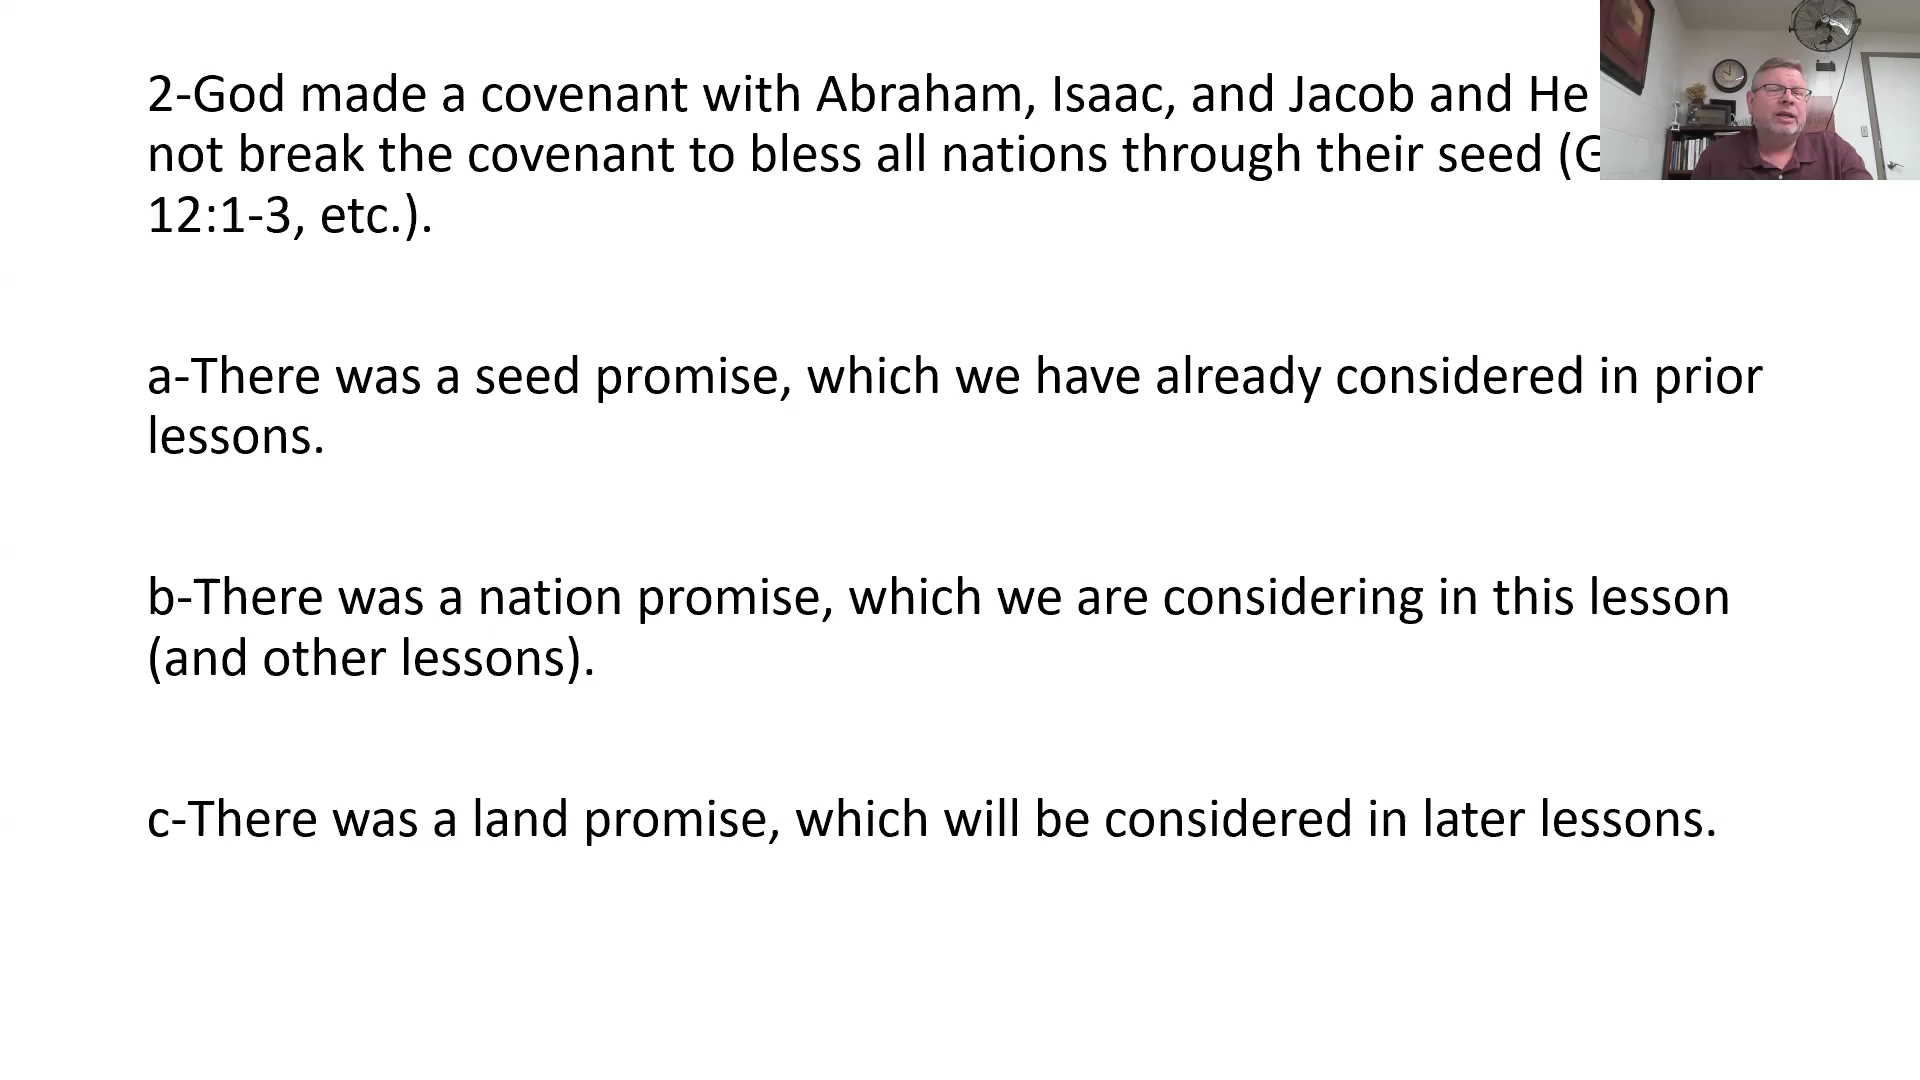 2-God made a covenant with Abraham, Isaac, and Jacob and He
not break the covenant to bless all nations through their seed (G
12:1-3, etc.).
a-There was a seed promise, which we have already considered in prior
lessons.
b-There was a nation promise, which we are considering in this lesson
(and other lessons).
c-There was a land promise, which will be considered in later lessons.